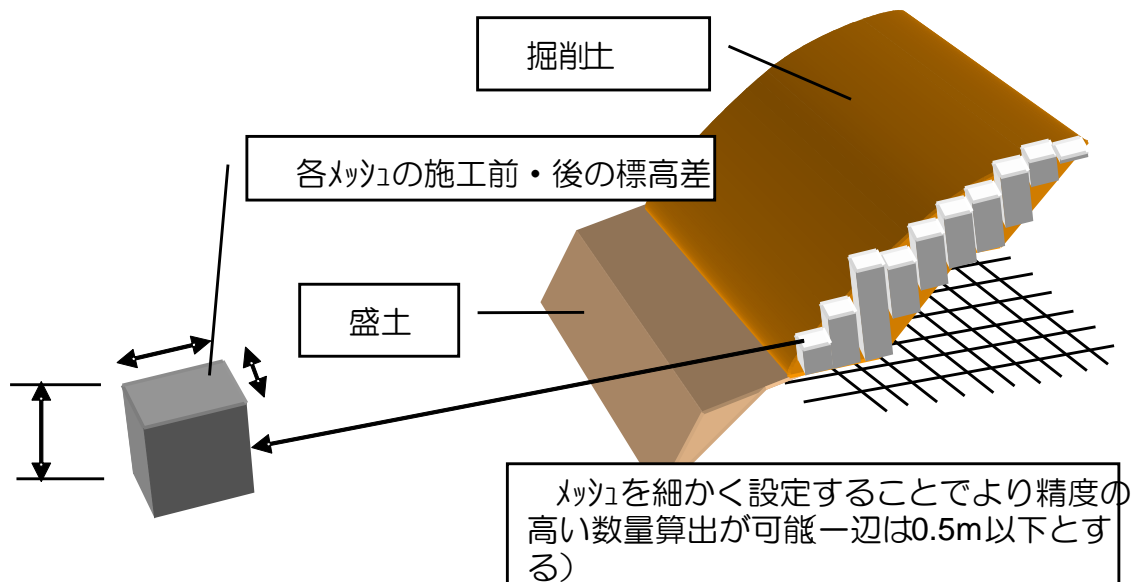 掘削土
各ﾒｯｼｭの施工前・後の標高差
盛土
ﾒｯｼｭを細かく設定することでより精度の
高い数量算出が可能一辺は0.5m以下とす
る）